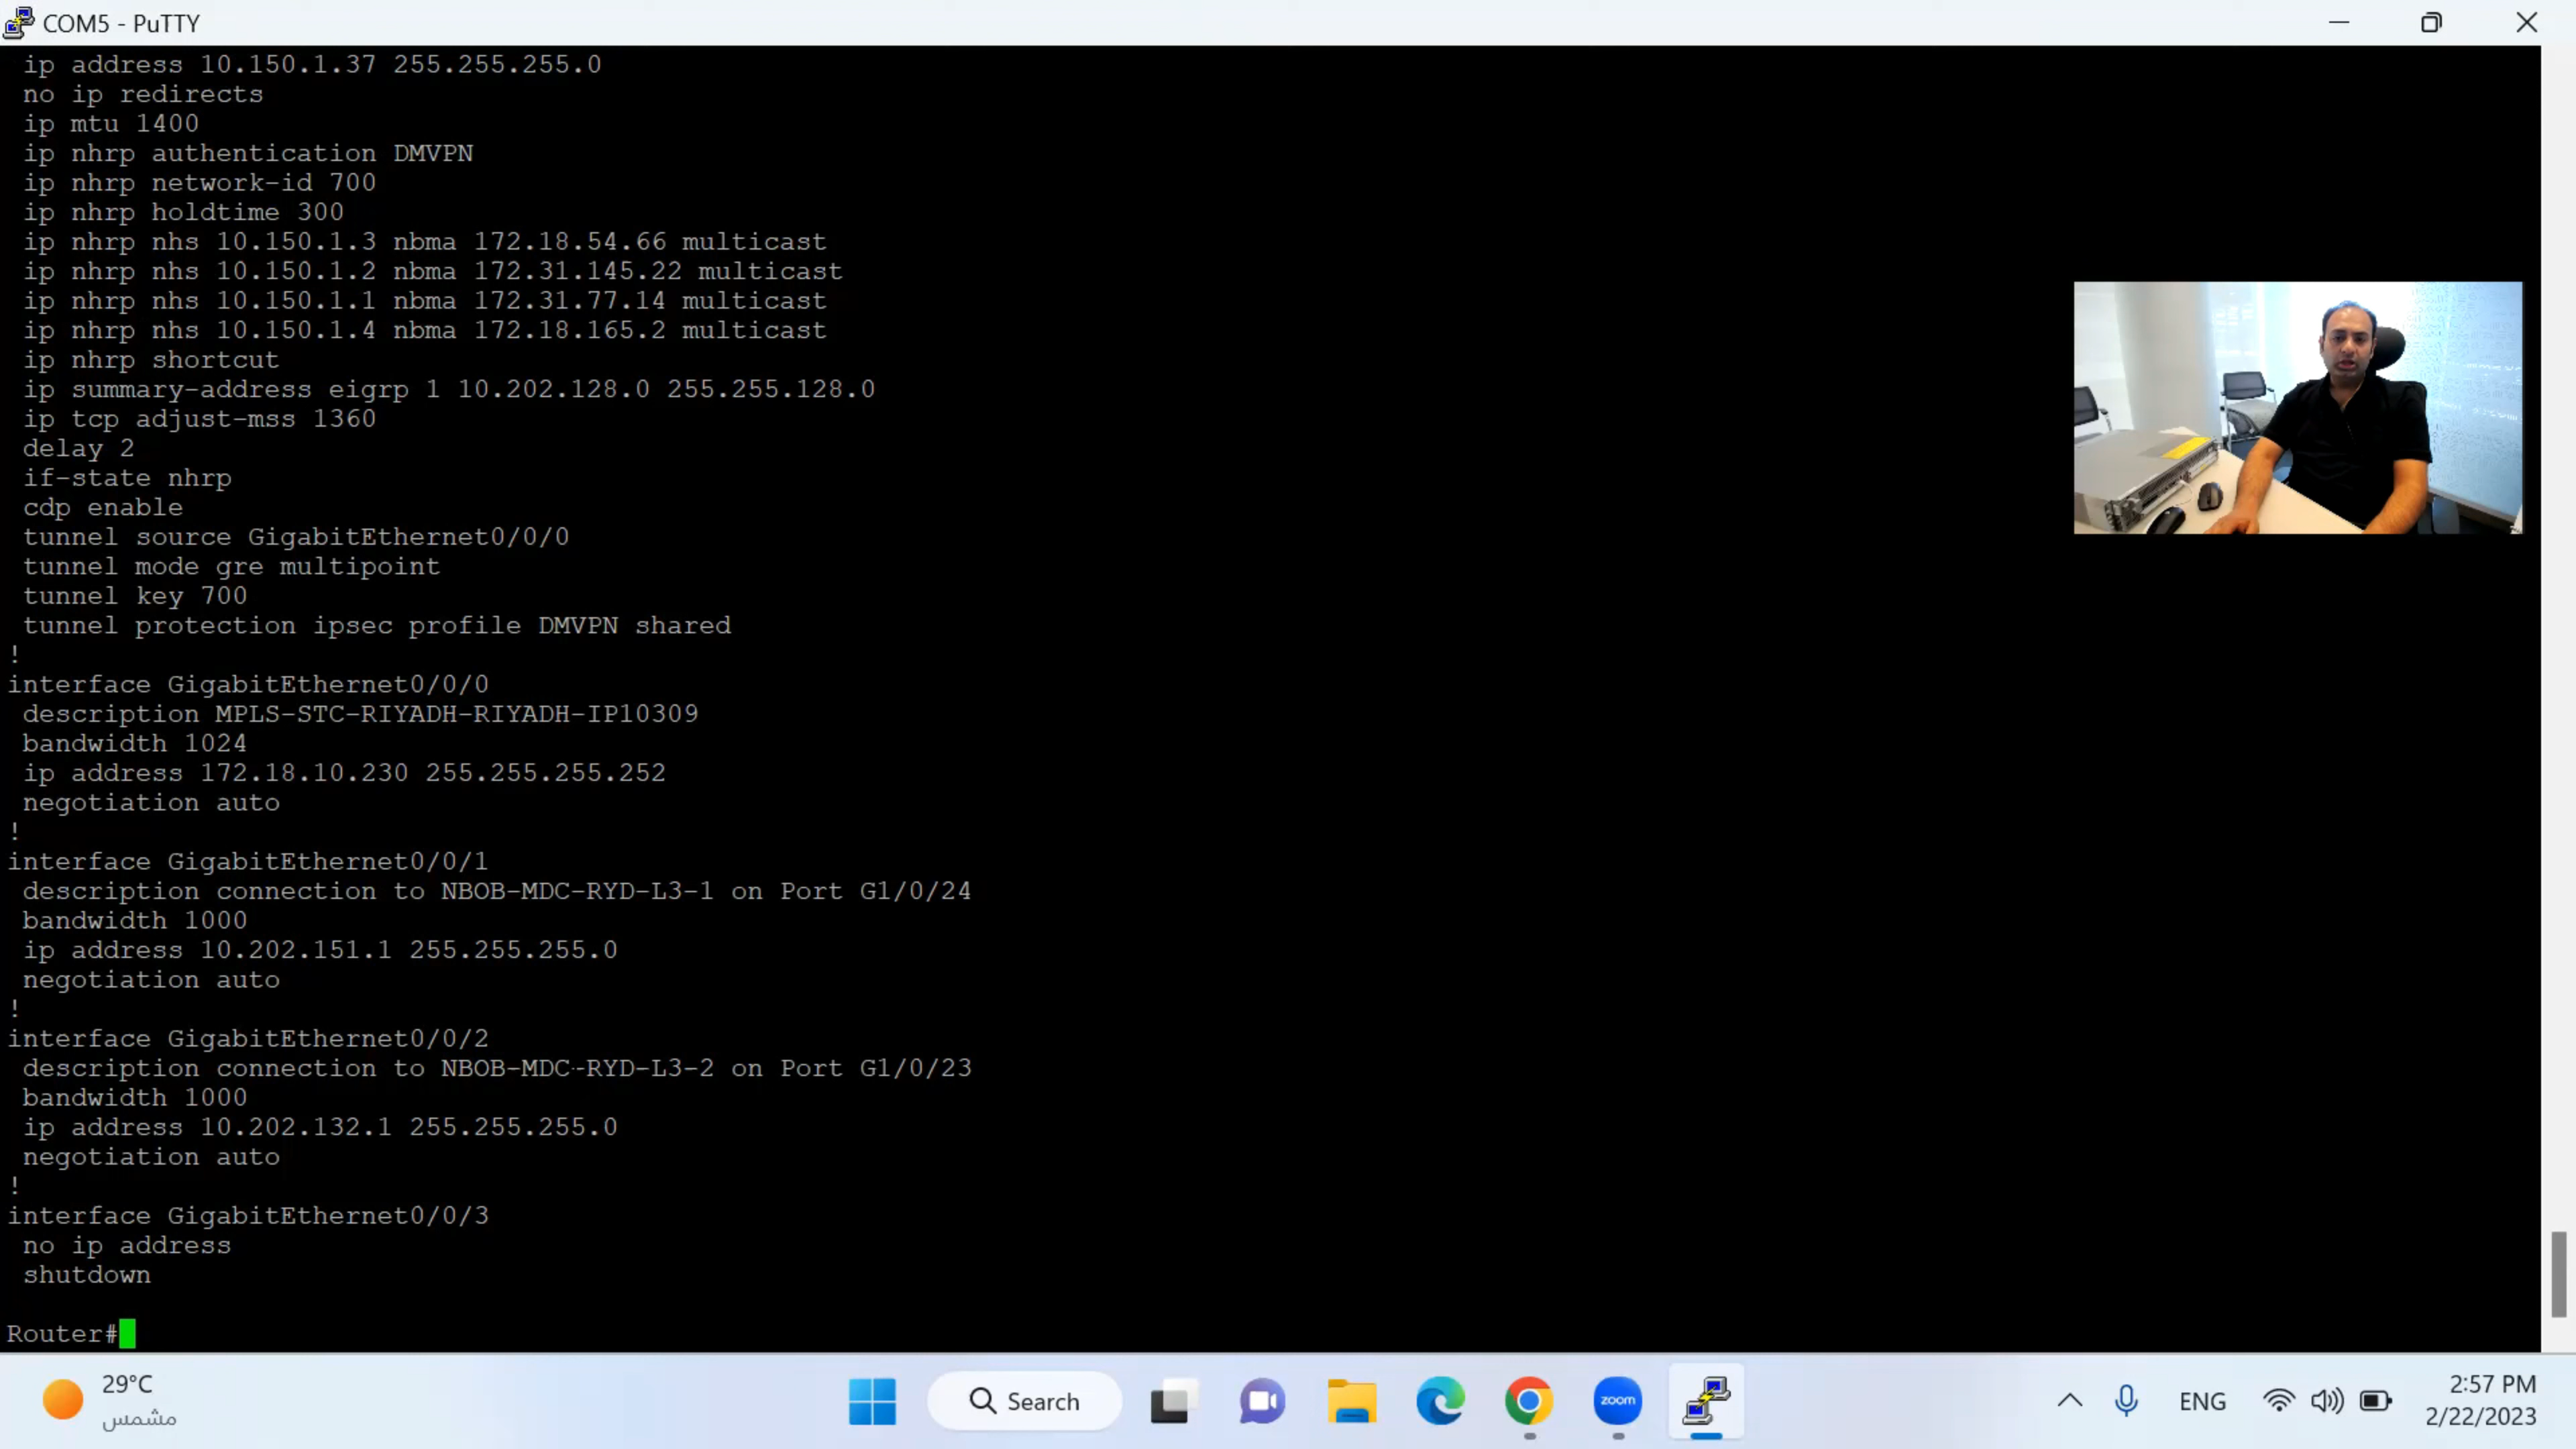 COM5 - PuTTY
ip address 10.150.1.37 255.255.255.0
no ip redirects
ip mtu 1400
ip nhrp authentication DMVPN
ip nhrp network-id 700
ip nhrp holdtime 300
ip nhrp nhs 10.150.1.3 nbma 172.18.54.66 multicast
ip nhrp nhs 10.150.1.2 nbma 172.31.145.22 multicast
ip nhrp nhs 10.150.1.1 nbma 172.31.77.14 multicast
ip nhrp nhs 10.150.1.4 nbma 172.18.165.2 multicast
ip nhrp shortcut
ip summary-address eigrp 1 10.202.128.0 255.255.128.0
ip tcp adjust-mss 1360
delay 2
if-state nhrp
cdp enable
tunnel source GigabitEthernet0/0/0
tunnel mode gre multipoint
tunnel key 700
tunnel protection ipsec profile DMVPN shared
!
interface GigabitEthernet0/0/0
description MPLS-STC-RIYADH-RIYADH-IP10309
bandwidth 1024
ip address 172.18.10.230 255.255.255.252
negotiation auto
!
interface GigabitEthernet0/0/1
description connection to NBOB-MDC-RYD-L3-1 on Port G1/0/24
bandwidth 1000
ip address 10.202.151.1 255.255.255.0
negotiation auto
!
interface GigabitEthernet0/0/2
description connection to NBOB-MDC-RYD-L3-2 on Port G1/0/23
bandwidth 1000
ip address 10.202.132.1 255.255.255.0
negotiation auto
!
interface GigabitEthernet0/0/3
no ip address
shutdown
Router#
29°C
مشمس
Search
zoom
ENG
2:57 PM
2/22/2023